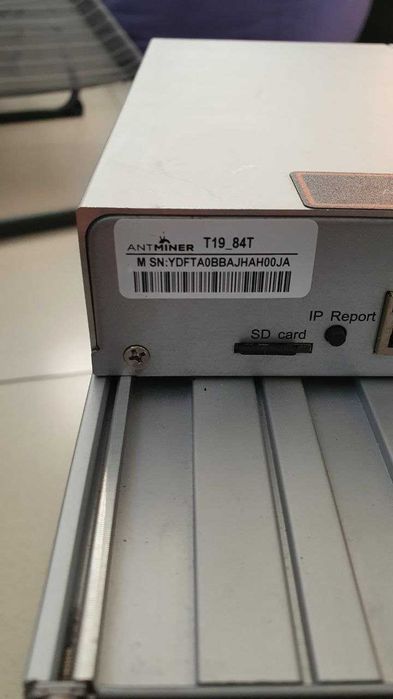 ANTMINER T19_84T
M SN:YDFTA0BBAJHAH00JA
IP Report
SD card